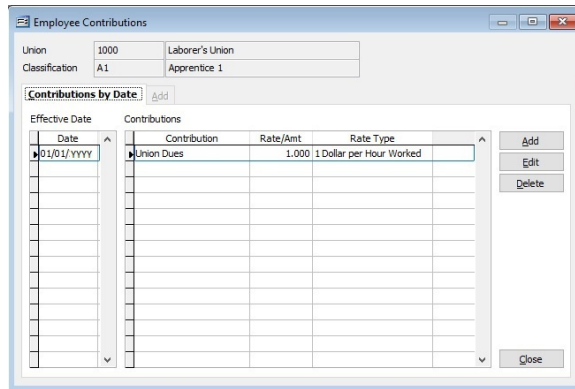 Employee Contributions
Union 1000 Laborer's Union
Classification A1 Apprentice 1
Contributions by Date Add
Effective Date Contributions
Date Contribution Rate/Amt Rate Type
01/01/.YYYY Union Dues 1.000 1 Dollar per Hour Worked
Add
Edit
Delete
Close